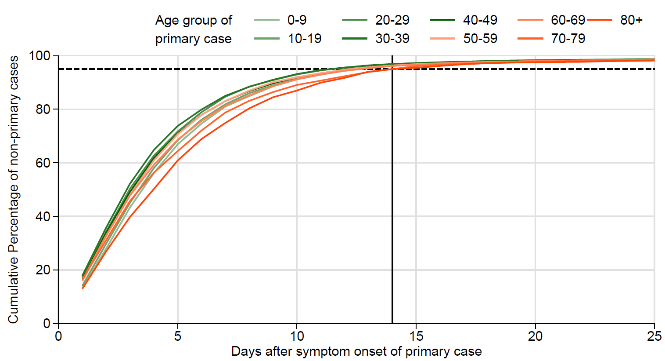 Age group of primary case
0-9 20-29 40-49 60-69 80+
10-19 30-39 50-59 70-79
Cumulative Percentage of non-primary cases
100
80
60
40
20
0
0 5 10 15 20 25
Days after symptom onset of primary case